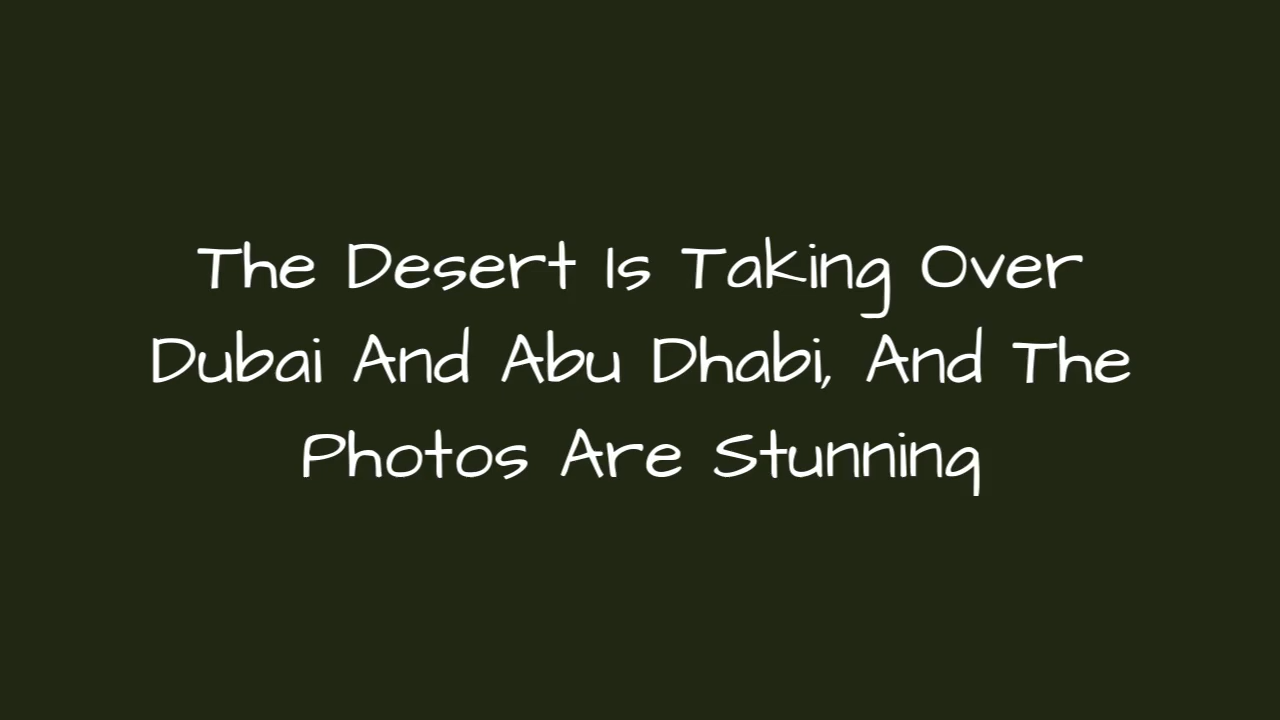 The Desert Is Taking Over
Dubai And Abu Dhabi, And The
Photos Are Stunning